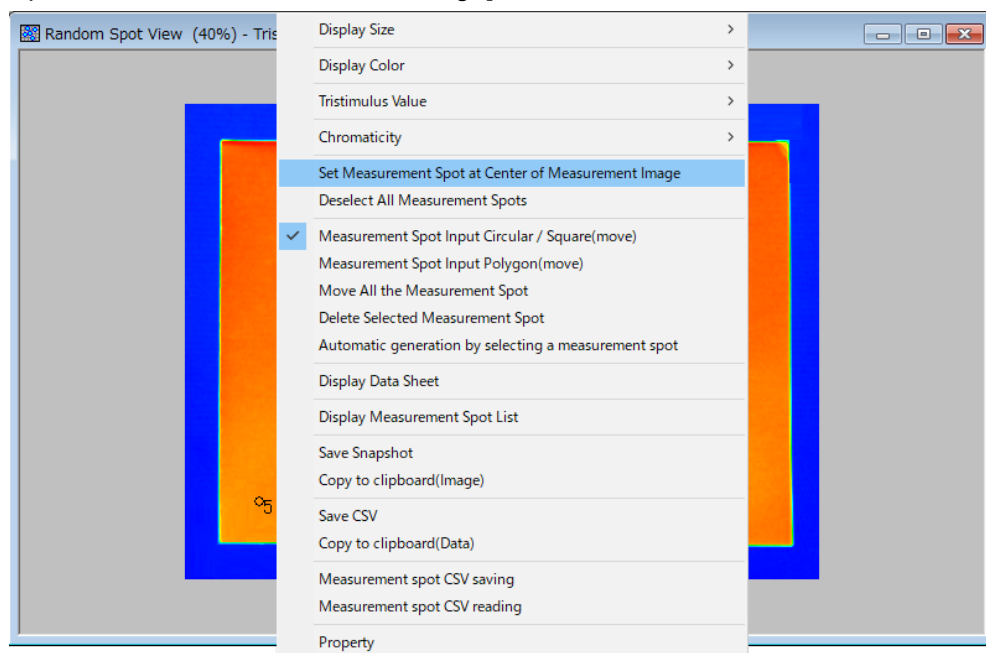 Random Spot View (40%) - Tris
Display Size
Display Color
Tristimulus Value
Chromaticity
Set Measurement Spot at Center of Measurement Image
Deselect All Measurement Spots
Measurement Spot Input Circular / Square(move)
Measurement Spot Input Polygon(move)
Move All the Measurement Spot
Delete Selected Measurement Spot
Automatic generation by selecting a measurement spot
Display Data Sheet
Display Measurement Spot List
Save Snapshot
Copy to clipboard(Image)
5
Save CSV
Copy to clipboard(Data)
Measurement spot CSV saving
Measurement spot CSV reading
Property